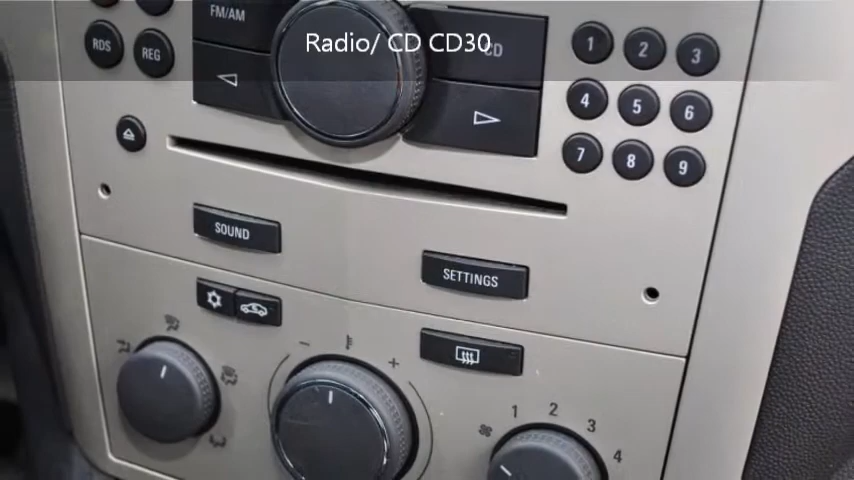 Radio/ CD CD30
FM/AM
CD
RDS
REG
1 2 3
4 5 6
7 8 9
SOUND
SETTINGS
− +
1 2 3 4